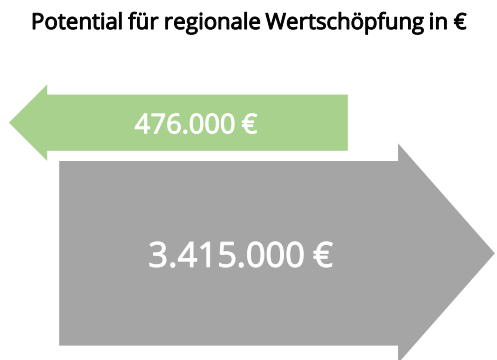 Potential für regionale Wertschöpfung in €
476.000 €
3.415.000 €